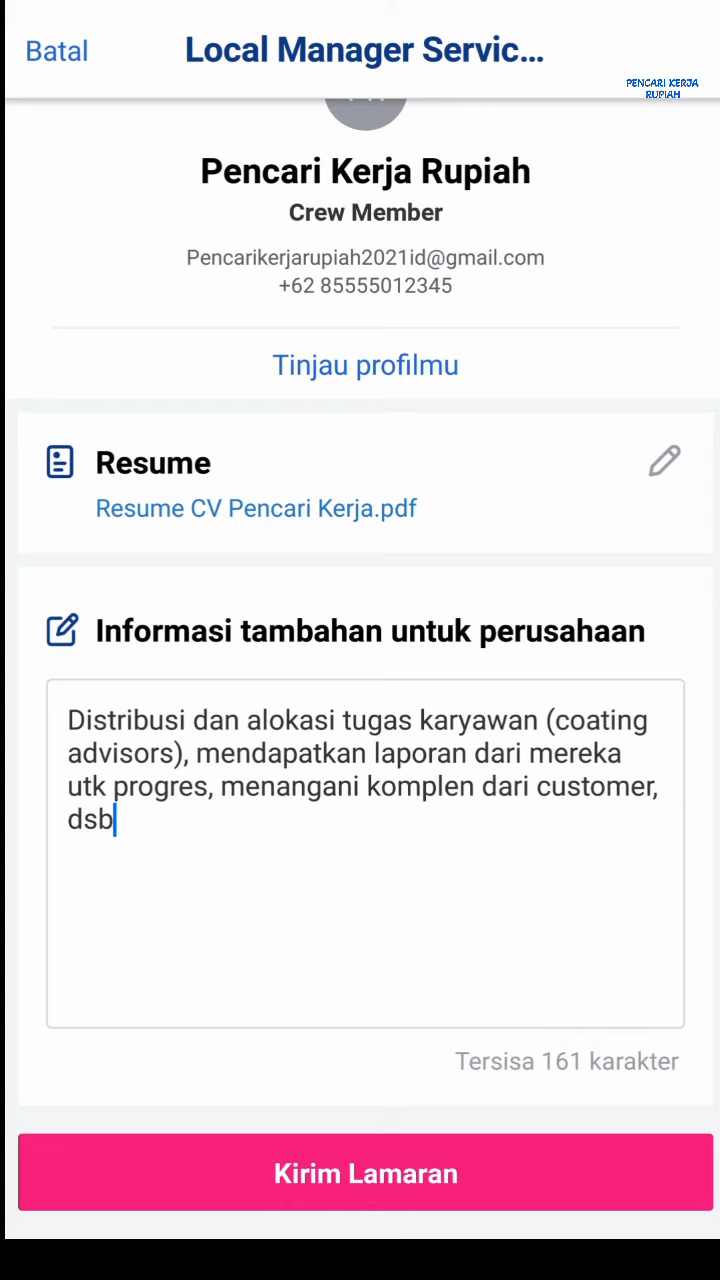 Batal
Local Manager Servic...
PENCARI KERJA
RUPIAH
Pencari Kerja Rupiah
Crew Member
Pencarikerjarupiah2021id@gmail.com
+62 85555012345
Tinjau profilmu
Resume
Resume CV Pencari Kerja.pdf
Informasi tambahan untuk perusahaan
Distribusi dan alokasi tugas karyawan (coating
advisors), mendapatkan laporan dari mereka
utk progres, menangani komplen dari customer,
dsb
Tersisa 161 karakter
Kirim Lamaran